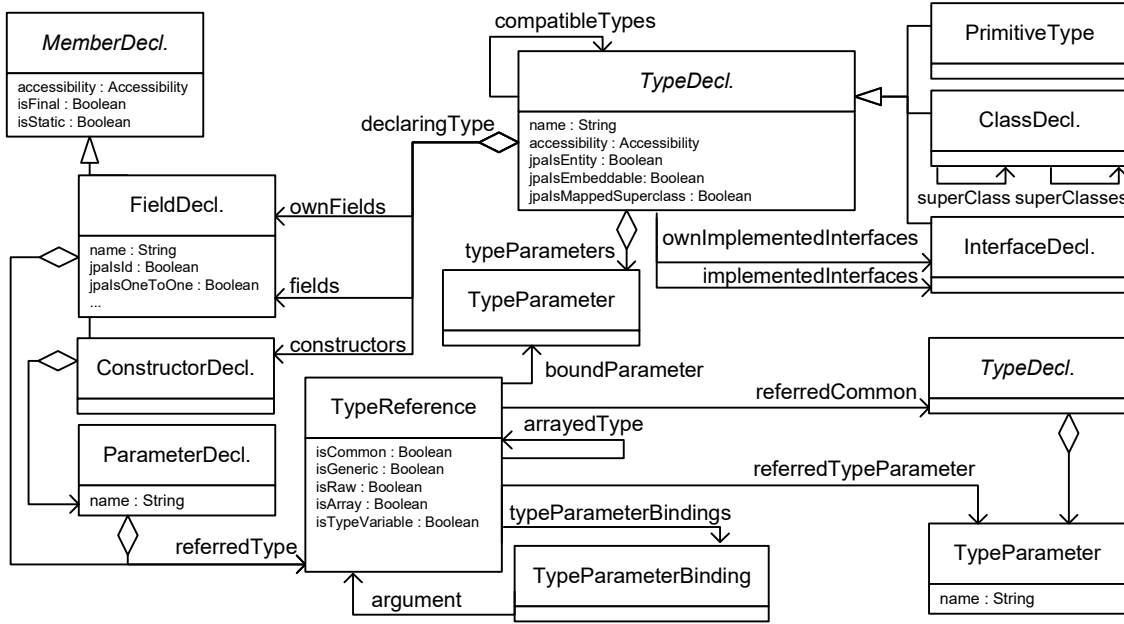 MemberDecl.
accessibility : Accessibility
isFinal : Boolean
isStatic : Boolean
compatibleTypes
TypeDecl.
name : String
accessibility : Accessibility
jpaIsEntity : Boolean
jpaIsEmbeddable: Boolean
jpaIsMappedSuperclass : Boolean
PrimitiveType
ClassDecl.
superClass superClasses
InterfaceDecl.
declaringType
ownFields
fields
constructors
FieldDecl.
name : String
jpaIsId : Boolean
jpaIsOneToOne : Boolean
...
typeParameters
ownImplementedInterfaces
implementedInterfaces
TypeParameter
boundParameter
ConstructorDecl.
TypeReference
isCommon : Boolean
isGeneric : Boolean
isRaw : Boolean
isArray : Boolean
isTypeVariable : Boolean
referredCommon
TypeDecl.
arrayedType
ParameterDecl.
name : String
referredTypeParameter
typeParameterBindings
referredType
TypeParameterBinding
argument
TypeParameter
name : String